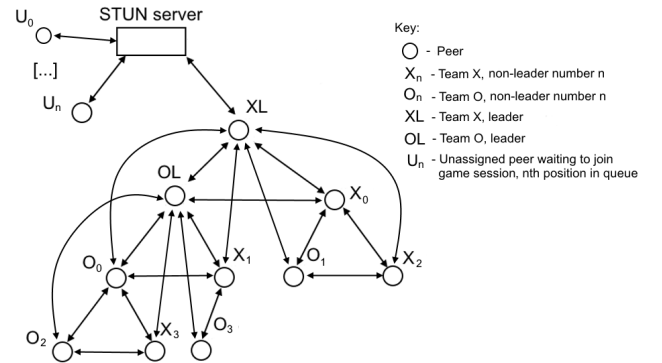 U0
STUN server
[...]
Un
XL
OL
X0
O0
X1
O1
X2
O2
X3
O3
Key:
- Peer
Xn - Team X, non-leader number n
On - Team O, non-leader number n
XL - Team X, leader
OL - Team O, leader
Un - Unassigned peer waiting to join
game session, nth position in queue